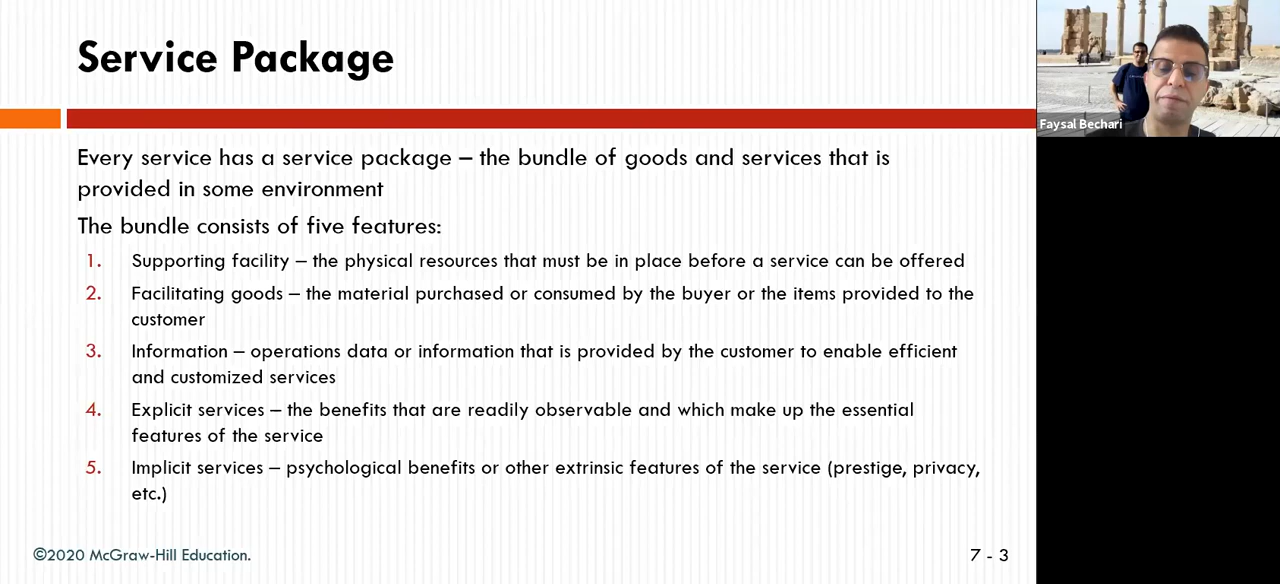 Service Package
Faysal Bechari
Every service has a service package – the bundle of goods and services that is
provided in some environment
The bundle consists of five features:
1. Supporting facility – the physical resources that must be in place before a service can be offered
2. Facilitating goods – the material purchased or consumed by the buyer or the items provided to the
customer
3. Information – operations data or information that is provided by the customer to enable efficient
and customized services
4. Explicit services – the benefits that are readily observable and which make up the essential
features of the service
5. Implicit services – psychological benefits or other extrinsic features of the service (prestige, privacy,
etc.)
©2020 McGraw-Hill Education.
7 - 3